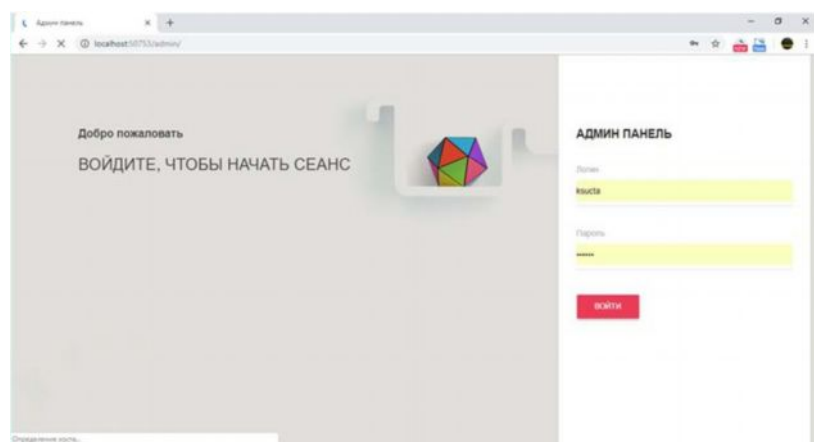 Админ панель
localhost:50753/admin/
Добро пожаловать
ВОЙДИТЕ, ЧТОБЫ НАЧАТЬ СЕАНС
АДМИН ПАНЕЛЬ
Логин
ksucta
Пароль
ВОЙТИ
Определение хоста...